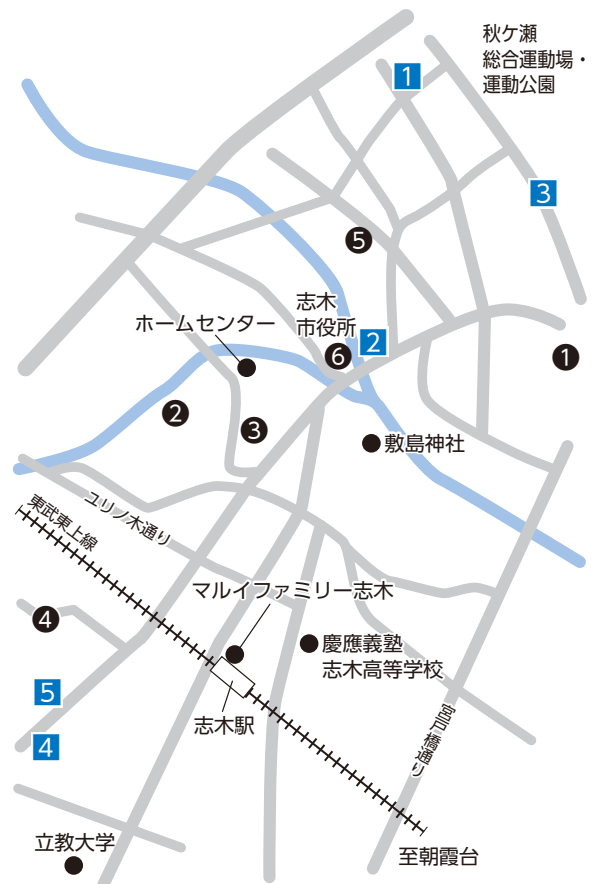 秋ケ瀬
総合運動場・
運動公園
1
3
5
志木
市役所
ホームセンター
2
6
1
2
3
敷島神社
ユリノ木通り
東武東上線
マルイファミリー志木
4
慶應義塾
志木高等学校
5
志木駅
宮戸橋通り
4
立教大学
至朝霞台